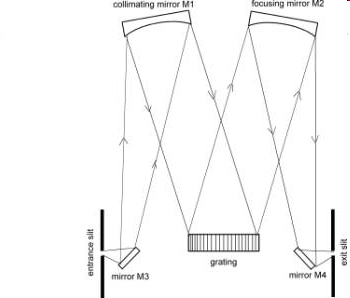 collimating mirror M1
focusing mirror M2
entrance slit
mirror M3
grating
mirror M4
exit slit